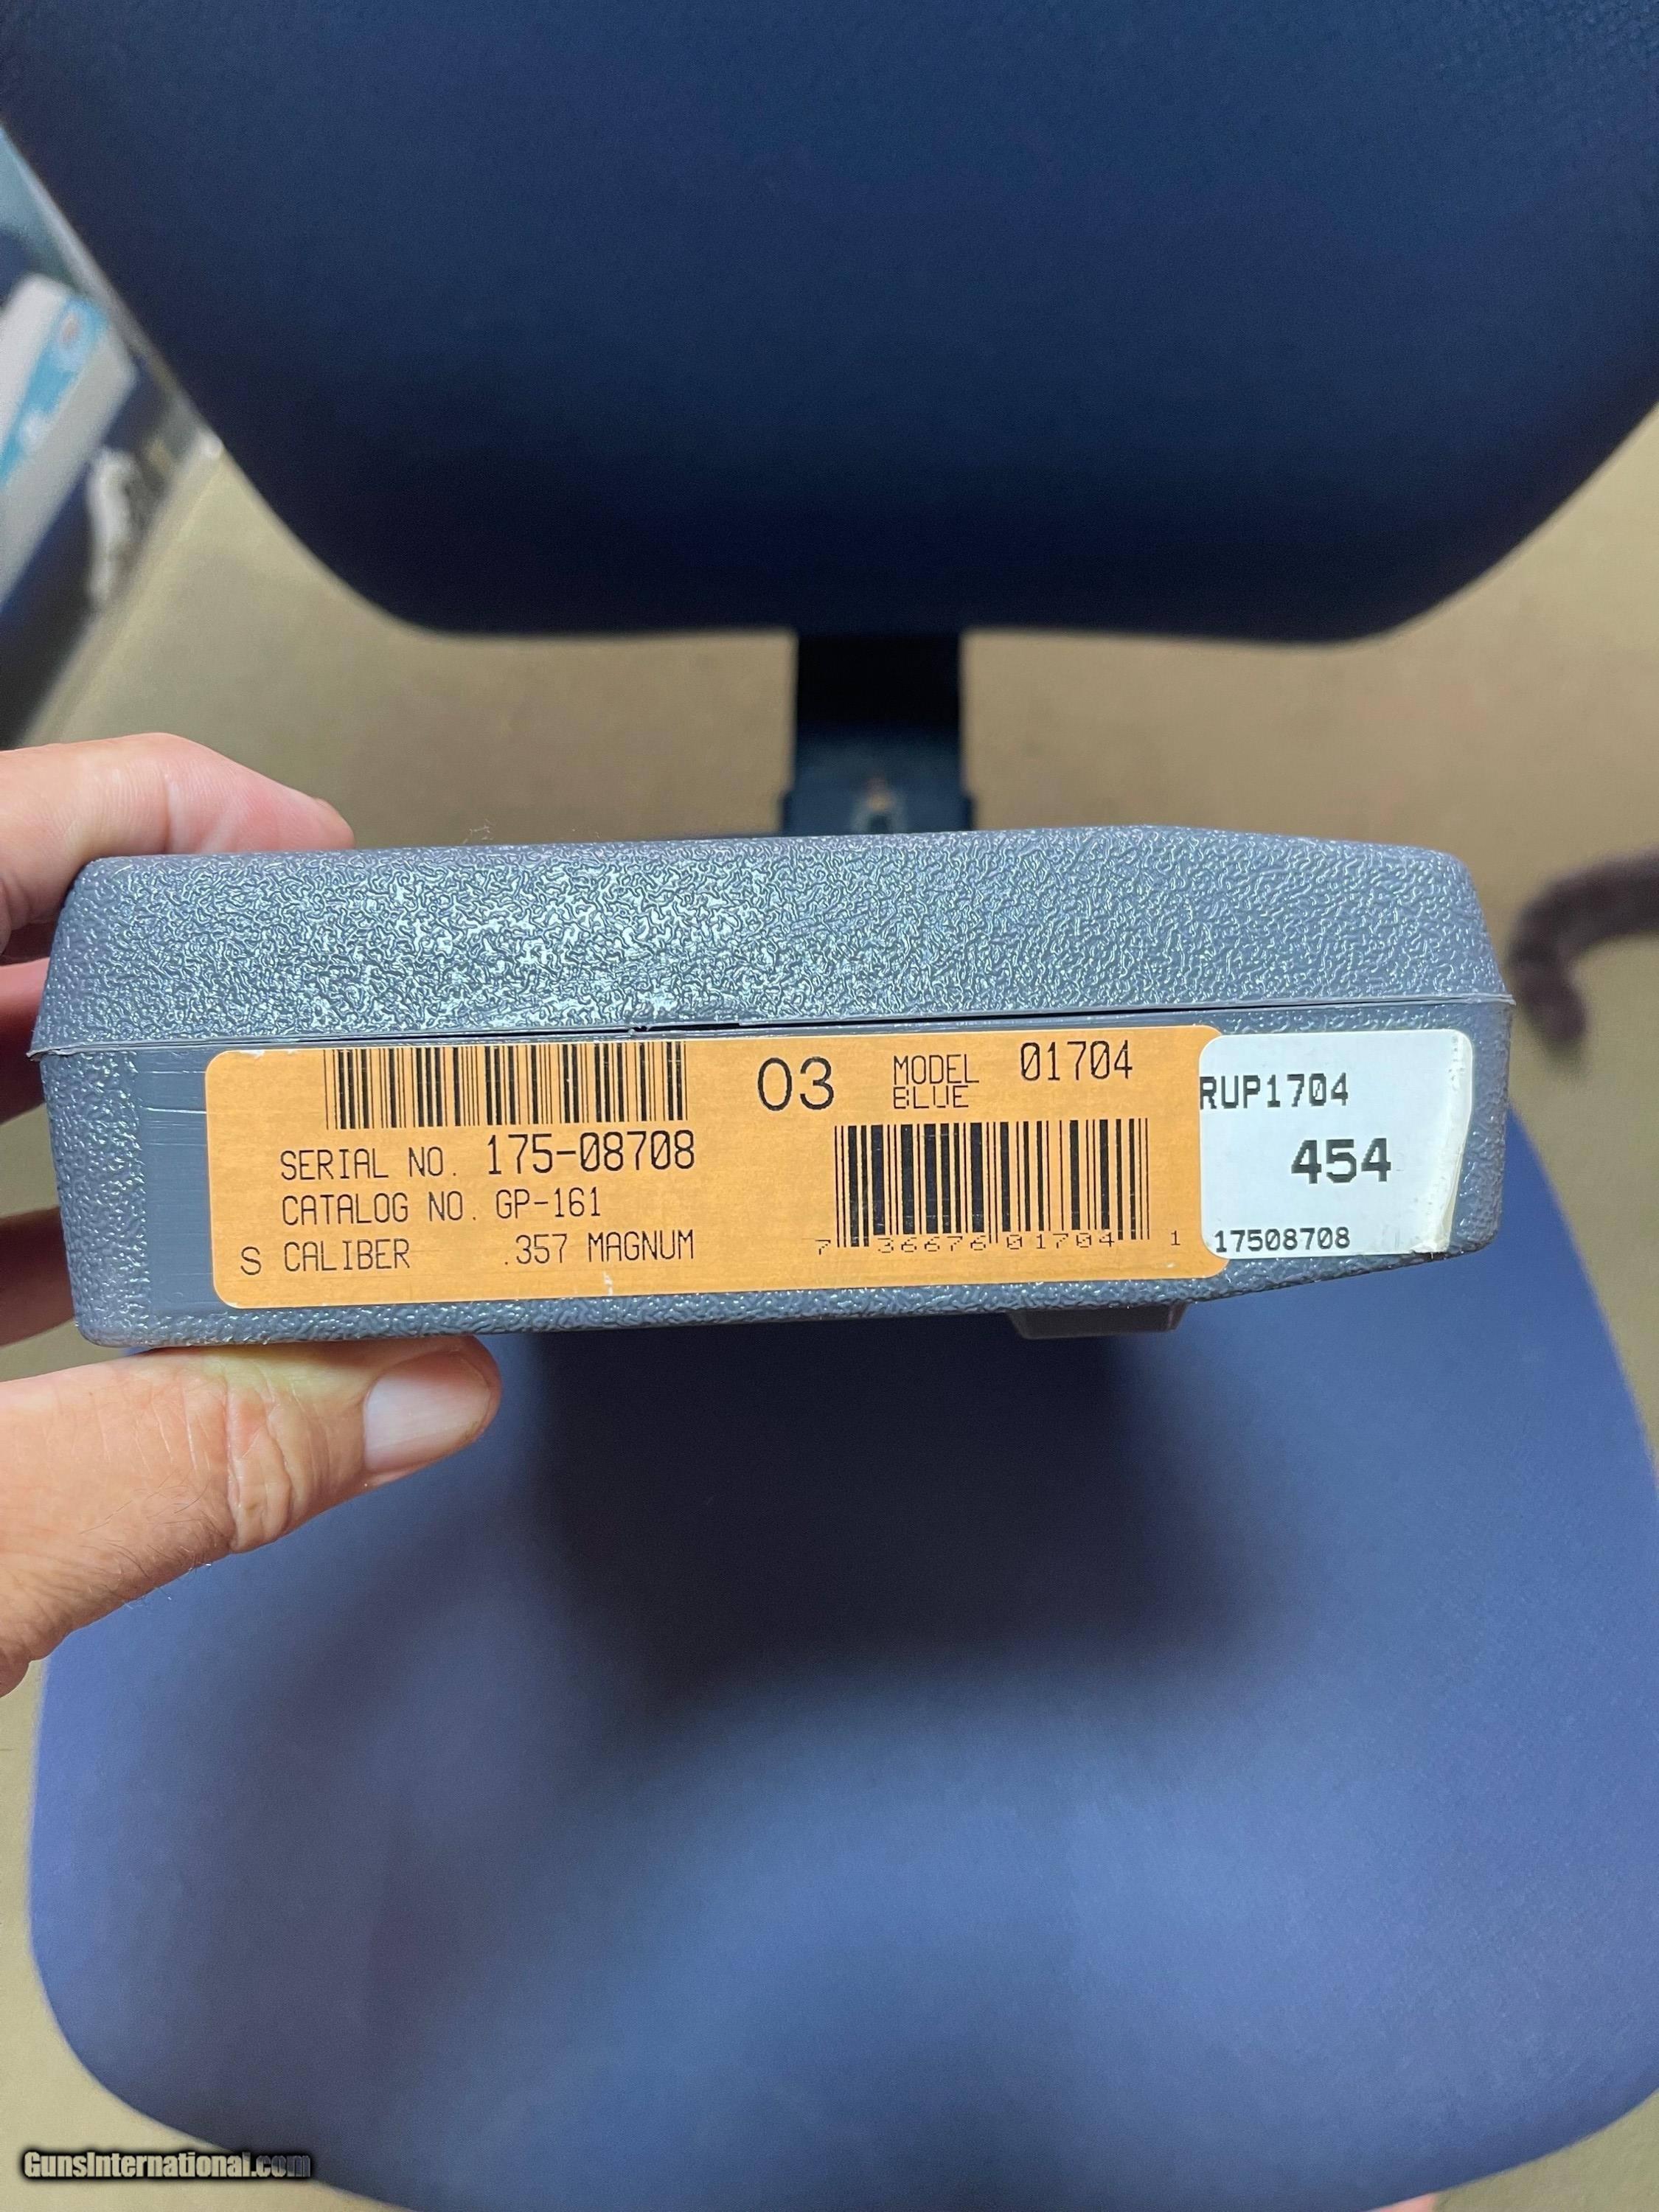 03
MODEL 01704
BLUE
SERIAL NO. 175-08708
CATALOG NO. GP-161
S CALIBER .357 MAGNUM
7 36676 01704 1
RUP1704
454
17508708
GunsInternational.com